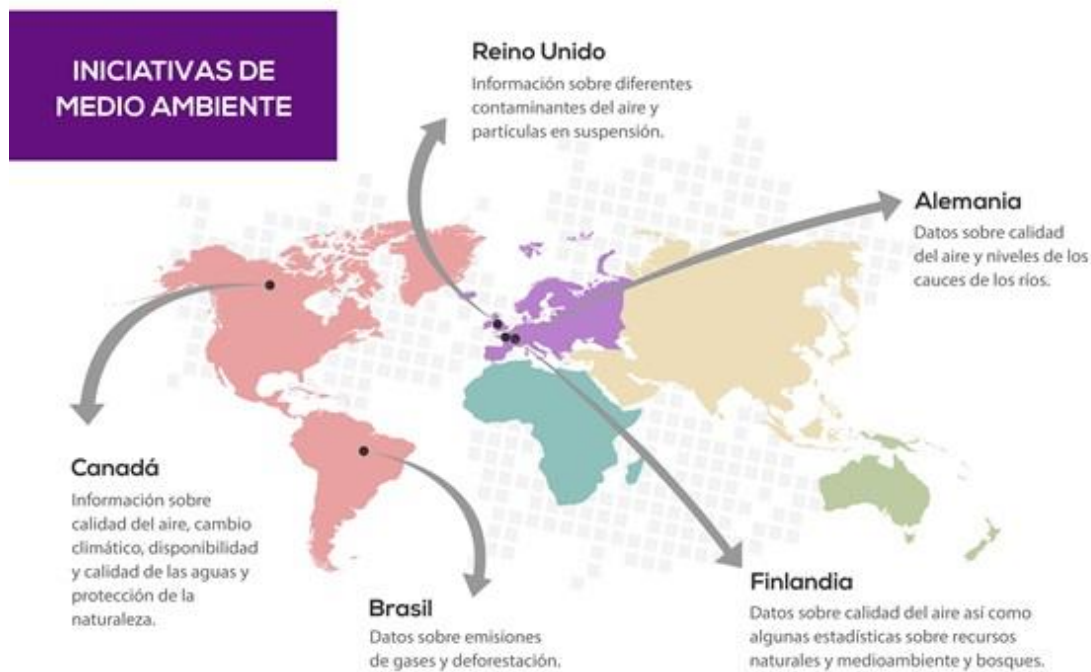 INICIATIVAS DE
MEDIO AMBIENTE
Reino Unido
Información sobre diferentes
contaminantes del aire y
partículas en suspensión.
Alemania
Datos sobre calidad
del aire y niveles de los
cauces de los ríos.
Canadá
Información sobre
calidad del aire, cambio
climático, disponibilidad
y calidad de las aguas y
protección de la
naturaleza.
Brasil
Datos sobre emisiones
de gases y deforestación.
Finlandia
Datos sobre calidad del aire así como
algunas estadísticas sobre recursos
naturales y medioambiente y bosques.